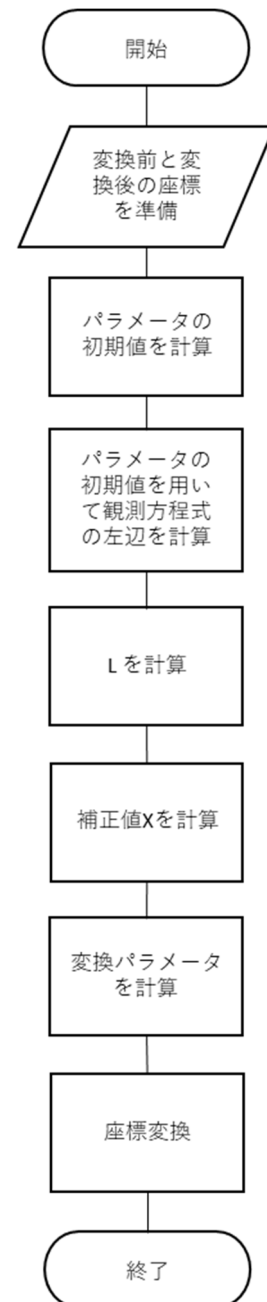 開始
変換前と変
換後の座標
を準備
パラメータの
初期値を計算
パラメータの
初期値を用い
て観測方程式
の左辺を計算
L を計算
補正値Xを計算
変換パラメータ
を計算
座標変換
終了